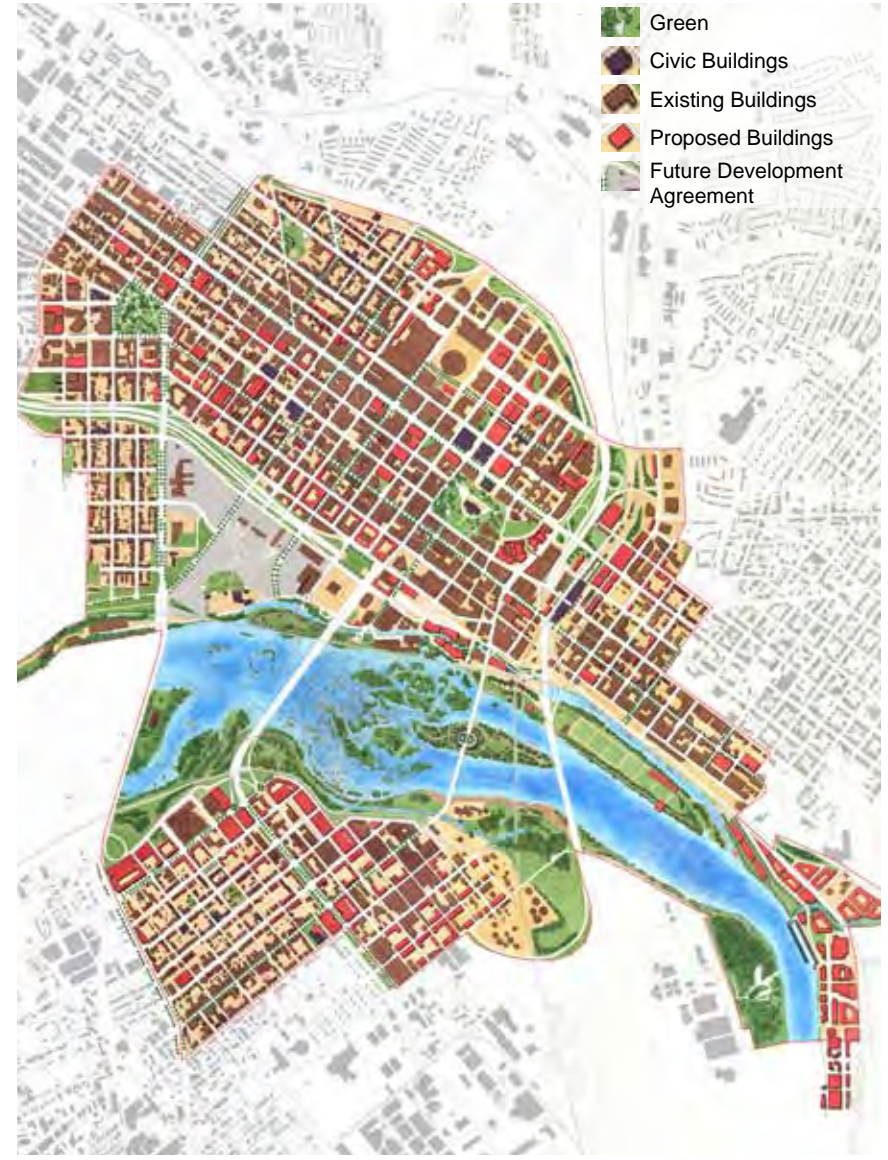 Green
Civic Buildings
Existing Buildings
Proposed Buildings
Future Development
Agreement